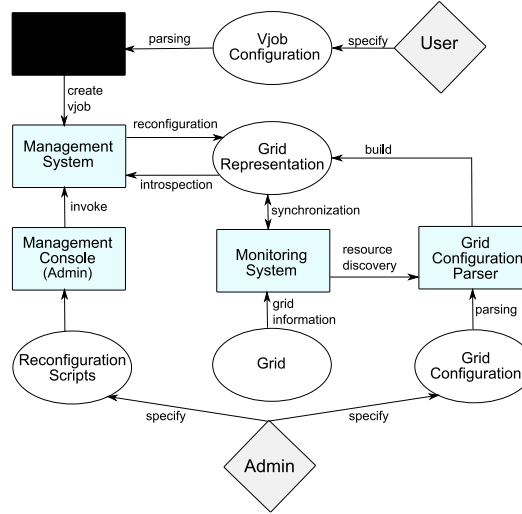 parsing
Vjob
Configuration
specify
User
create
vjob
Management
System
reconfiguration
introspection
Grid
Representation
build
invoke
synchronization
Management
Console
(Admin)
Monitoring
System
resource
discovery
Grid
Configuration
Parser
grid
information
parsing
Reconfiguration
Scripts
Grid
Grid
Configuration
specify
specify
Admin